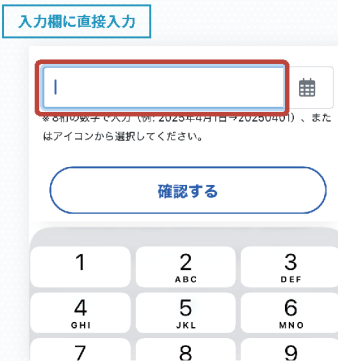 入力欄に直接入力
※8桁の数字で入力（例: 2025年4月1日→20250401）、また
はアイコンから選択してください。
確認する
1
2
ABC
3
DEF
4
GHI
5
JKL
6
MNO
7
8
9